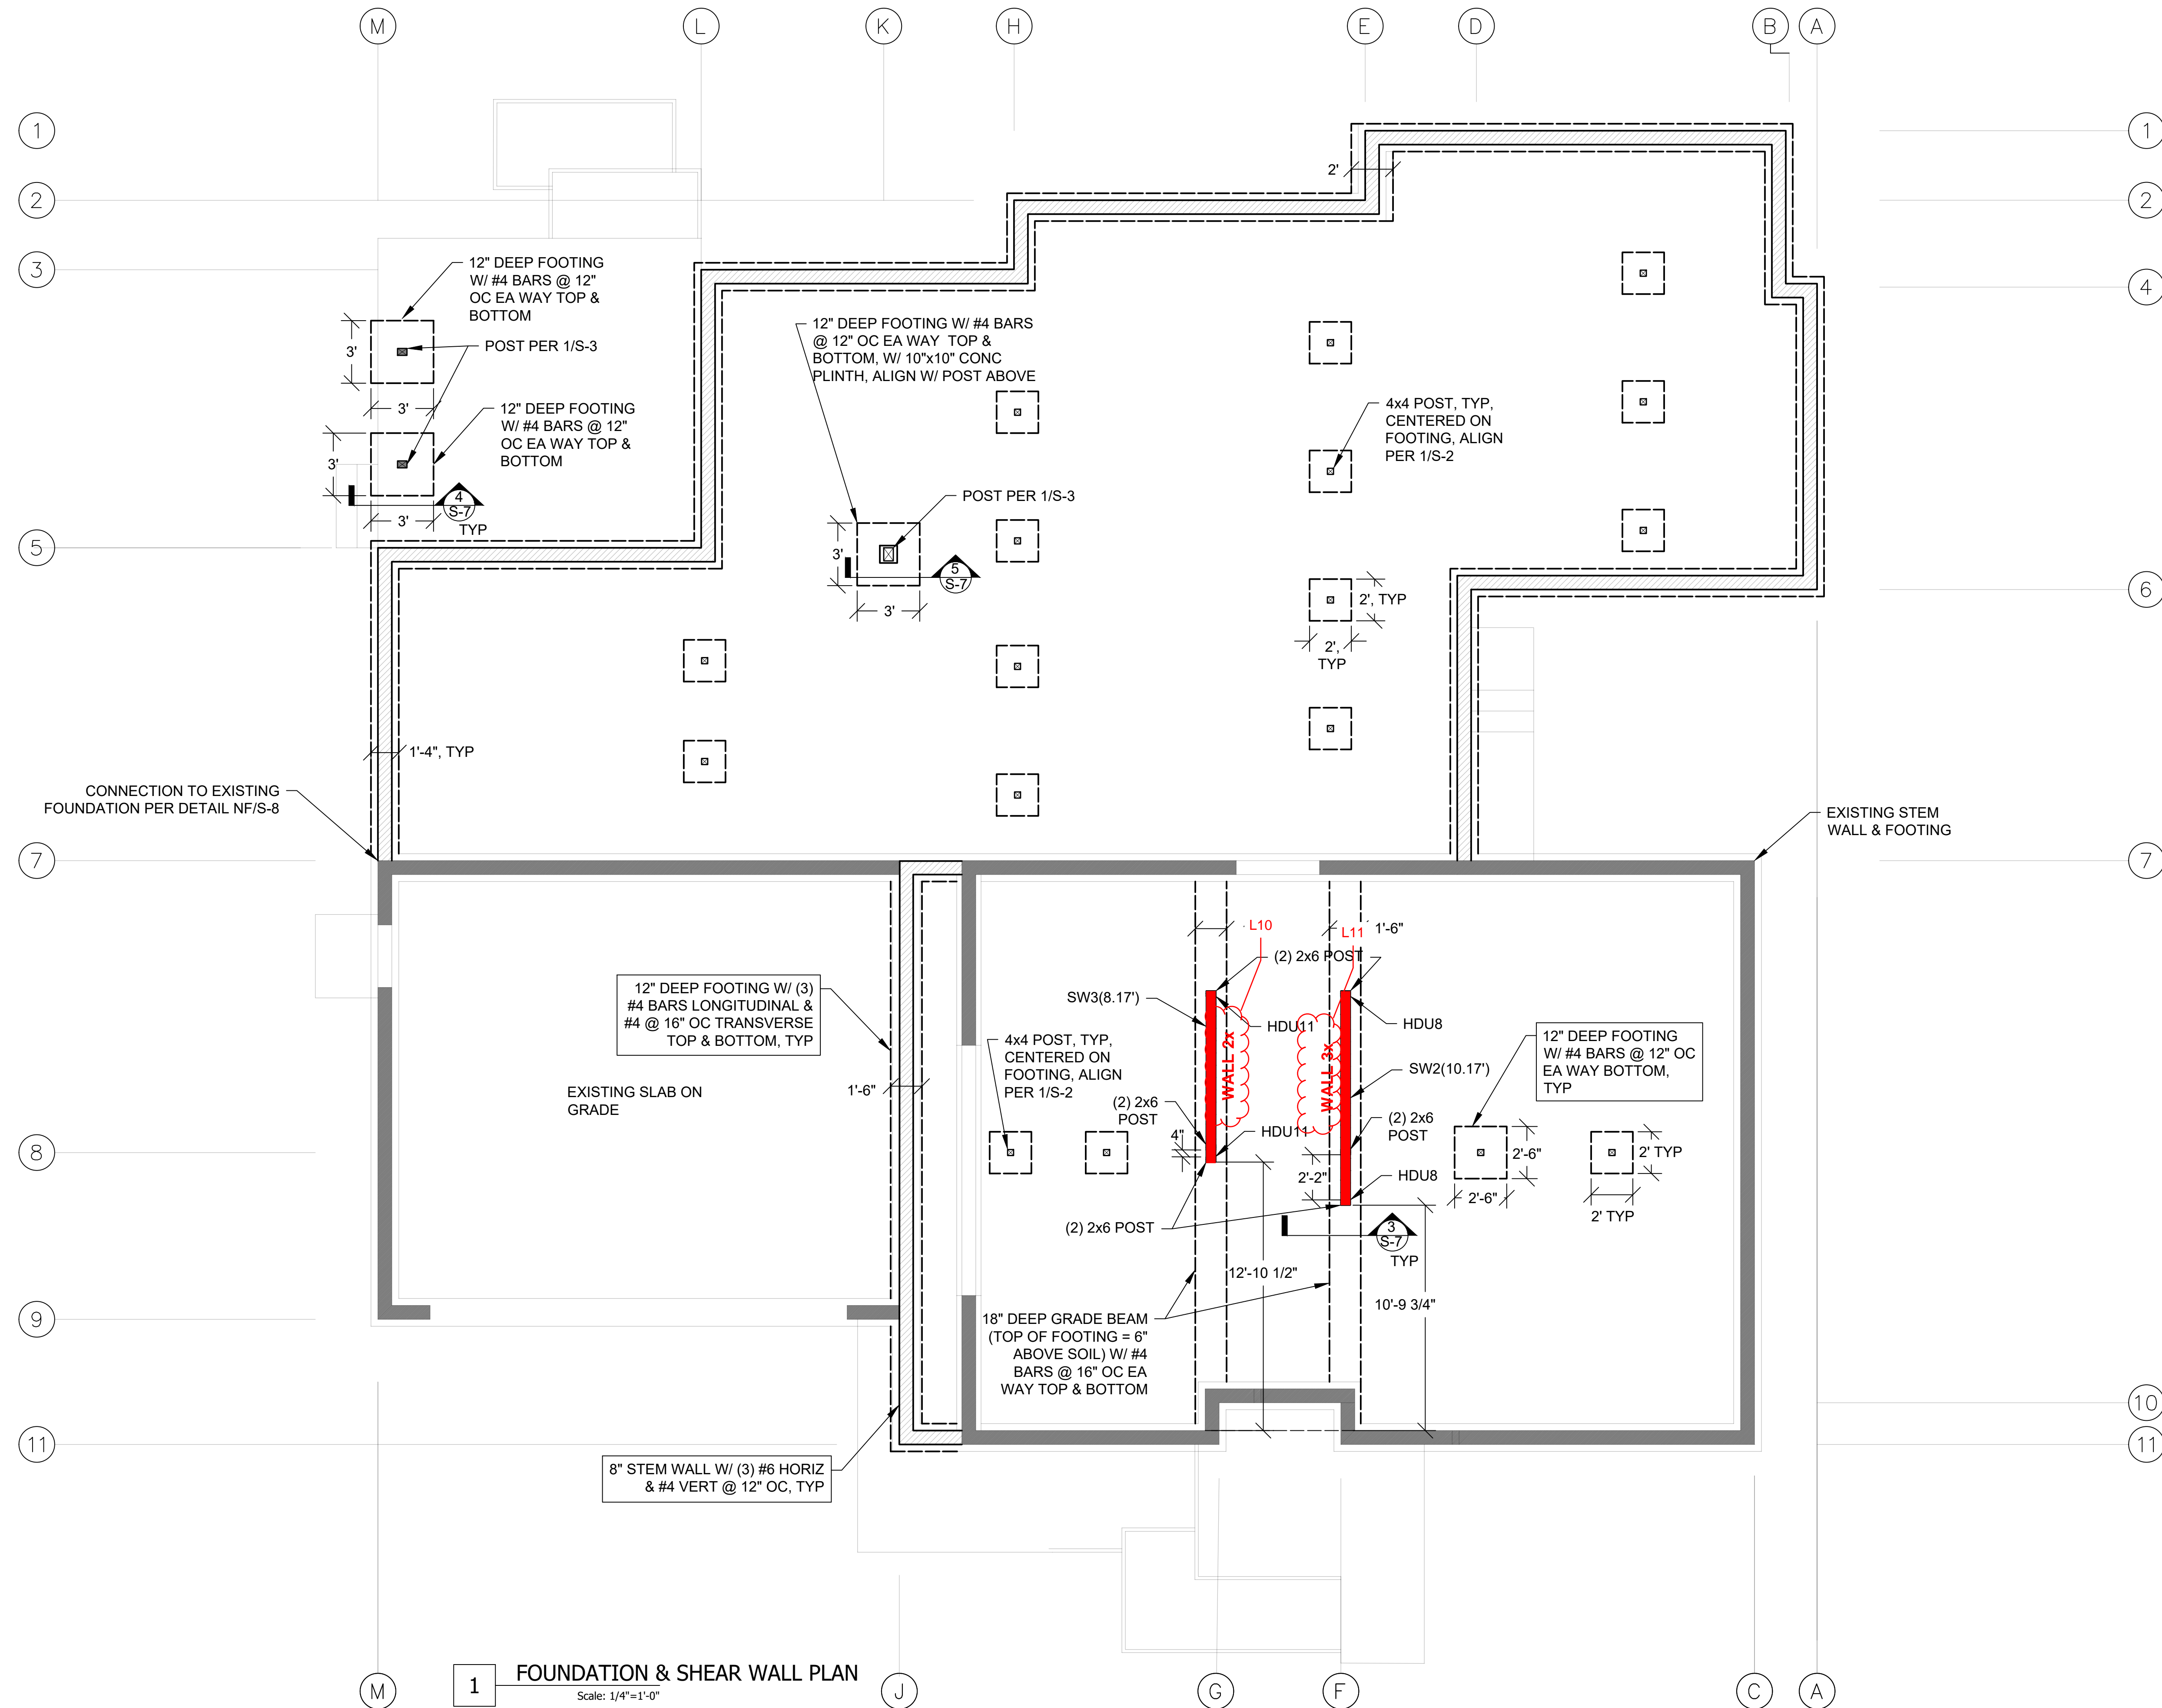 M
L
K
H
E
D
B
A
1
1
2
2
3
4
2'
12" DEEP FOOTING
W/ #4 BARS @ 12"
OC EA WAY TOP &
BOTTOM
POST PER 1/S-3
3'
3'
12" DEEP FOOTING
W/ #4 BARS @ 12"
OC EA WAY TOP &
BOTTOM
3'
3'
4
S-7
TYP
12" DEEP FOOTING W/ #4 BARS
@ 12" OC EA WAY TOP &
BOTTOM, W/ 10"x10" CONC
PLINTH, ALIGN W/ POST ABOVE
POST PER 1/S-3
3'
3'
5
S-7
4x4 POST, TYP,
CENTERED ON
FOOTING, ALIGN
PER 1/S-2
5
6
2', TYP
2',
TYP
1'-4", TYP
CONNECTION TO EXISTING
FOUNDATION PER DETAIL NF/S-8
EXISTING STEM
WALL & FOOTING
7
7
L10
L11
1'-6"
(2) 2x6 POST
SW3(8.17')
HDU11
HDU8
WALL 2x
WALL 3x
12" DEEP FOOTING W/ (3)
#4 BARS LONGITUDINAL &
#4 @ 16" OC TRANSVERSE
TOP & BOTTOM, TYP
4x4 POST, TYP,
CENTERED ON
FOOTING, ALIGN
PER 1/S-2
SW2(10.17')
12" DEEP FOOTING
W/ #4 BARS @ 12" OC
EA WAY BOTTOM,
TYP
EXISTING SLAB ON
GRADE
1'-6"
(2) 2x6
POST
(2) 2x6
POST
4"
HDU11
2'-2"
HDU8
2'-6"
2'-6"
2' TYP
2' TYP
8
8
(2) 2x6 POST
3
S-7
TYP
12'-10 1/2"
10'-9 3/4"
18" DEEP GRADE BEAM
(TOP OF FOOTING = 6"
ABOVE SOIL) W/ #4
BARS @ 16" OC EA
WAY TOP & BOTTOM
9
9
10
11
11
8" STEM WALL W/ (3) #6 HORIZ
& #4 VERT @ 12" OC, TYP
1
FOUNDATION & SHEAR WALL PLAN
Scale: 1/4"=1'-0"
M
J
G
F
C
A